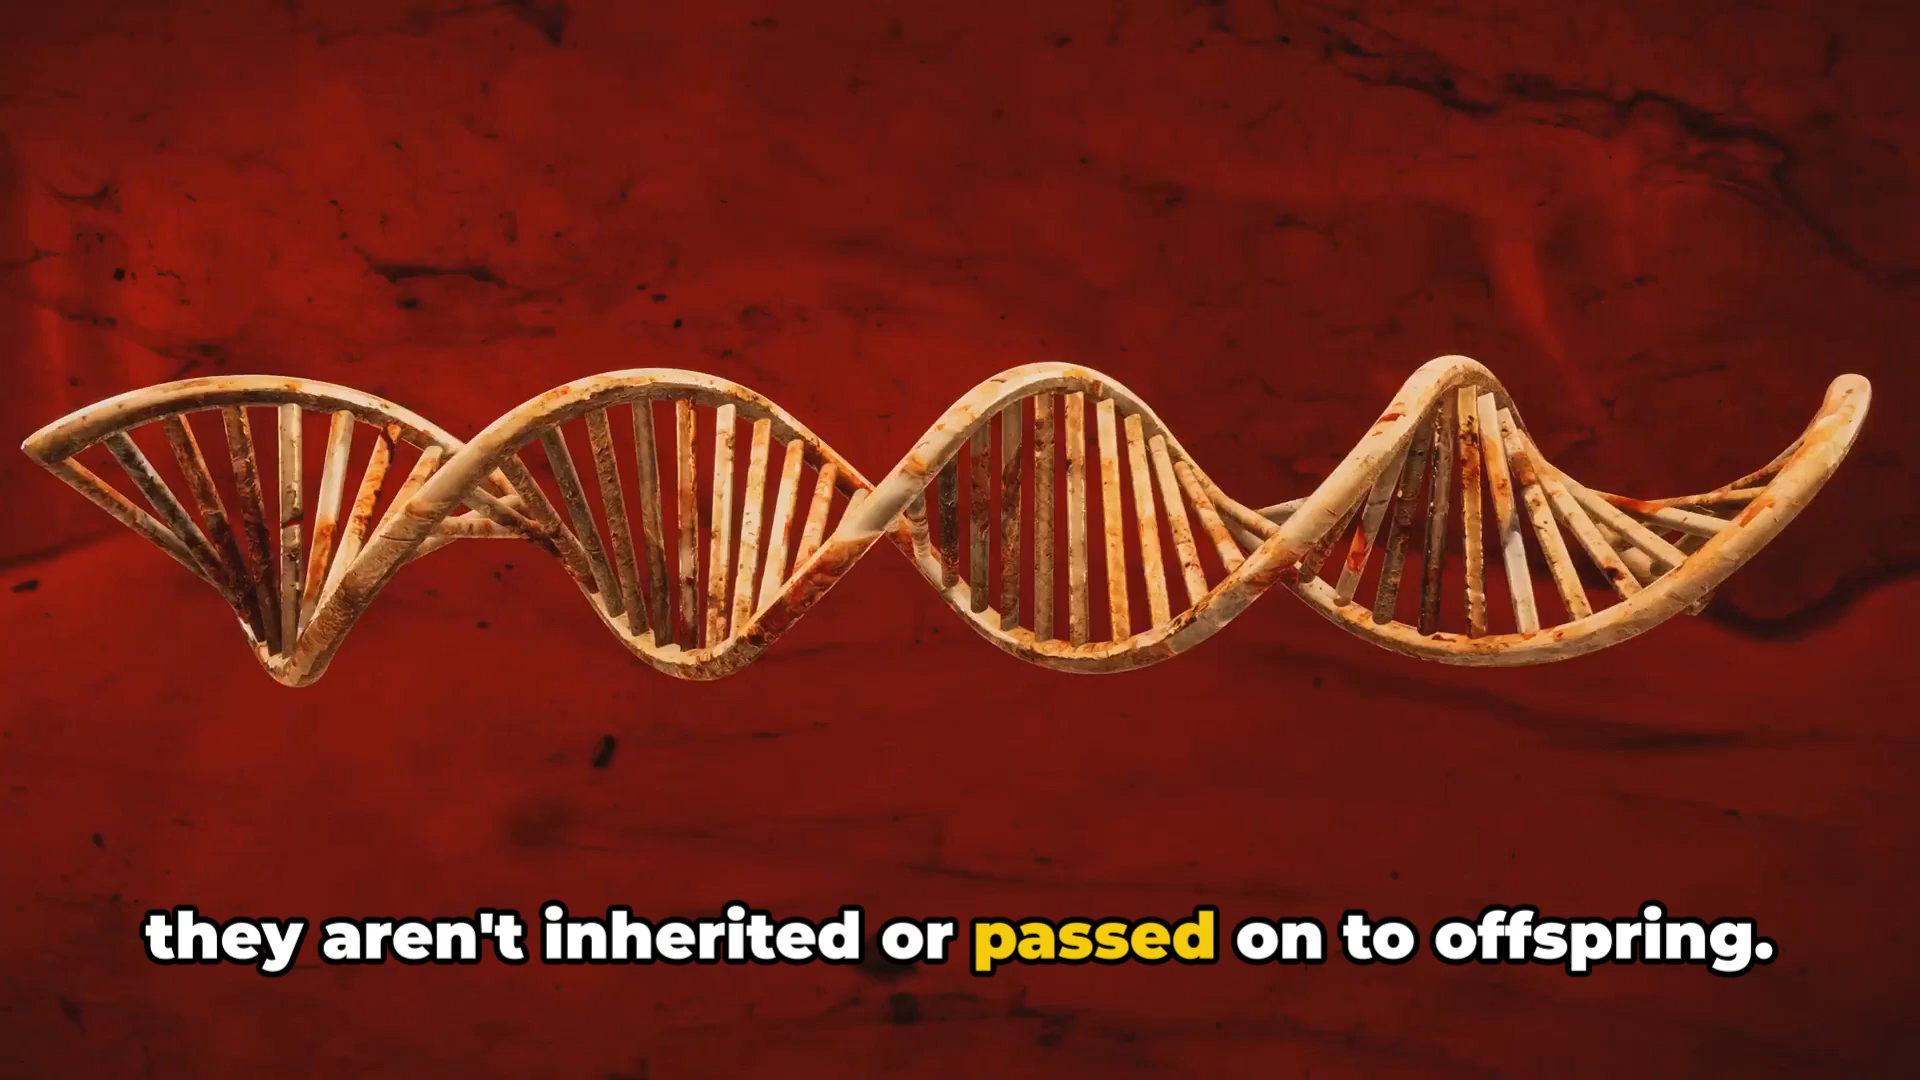 they aren't inherited or passed on to offspring.